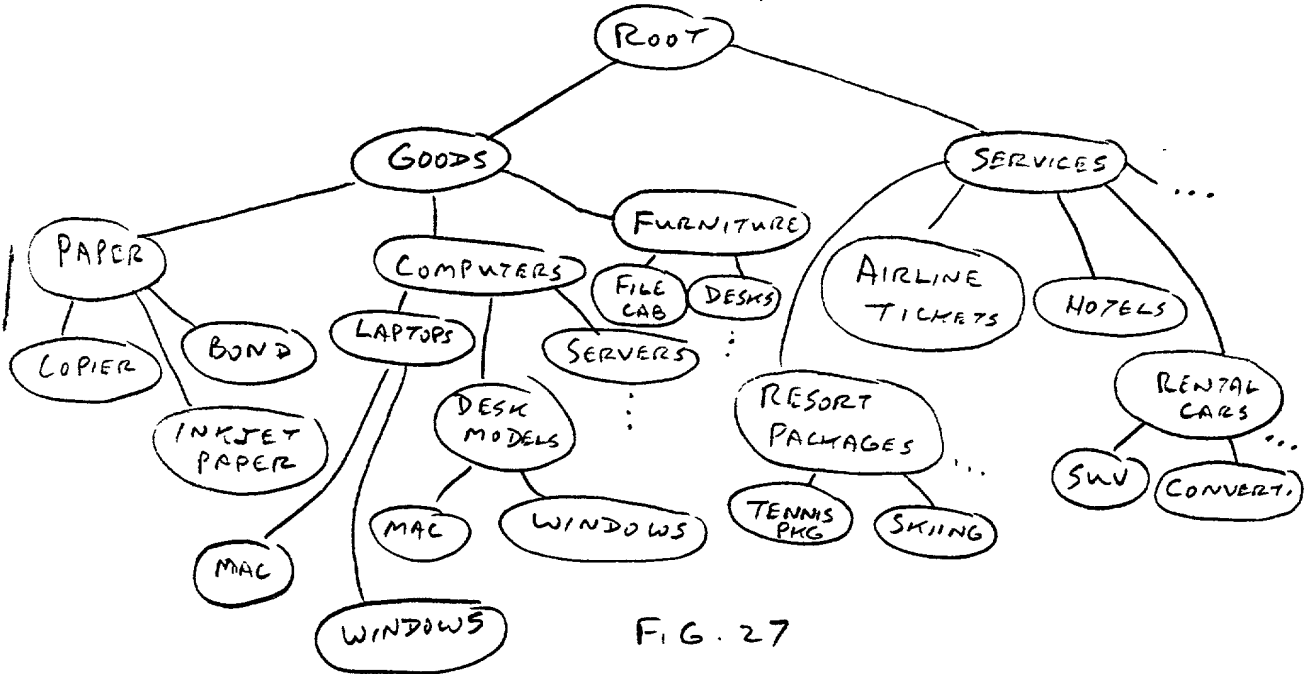 ROOT
GOODS
SERVICES
...
PAPER
COMPUTERS
FURNITURE
FILE
CAB
DESKS
AIRLINE
TICKETS
HOTELS
COPIER
BOND
INKJET
PAPER
LAPTOPS
SERVERS
DESK
MODELS
RESORT
PACKAGES
...
RENTAL
CARS
...
MAC
WINDOWS
MAC
WINDOWS
TENNIS
PKG
SKIING
SUV
CONVERT.
FIG. 27